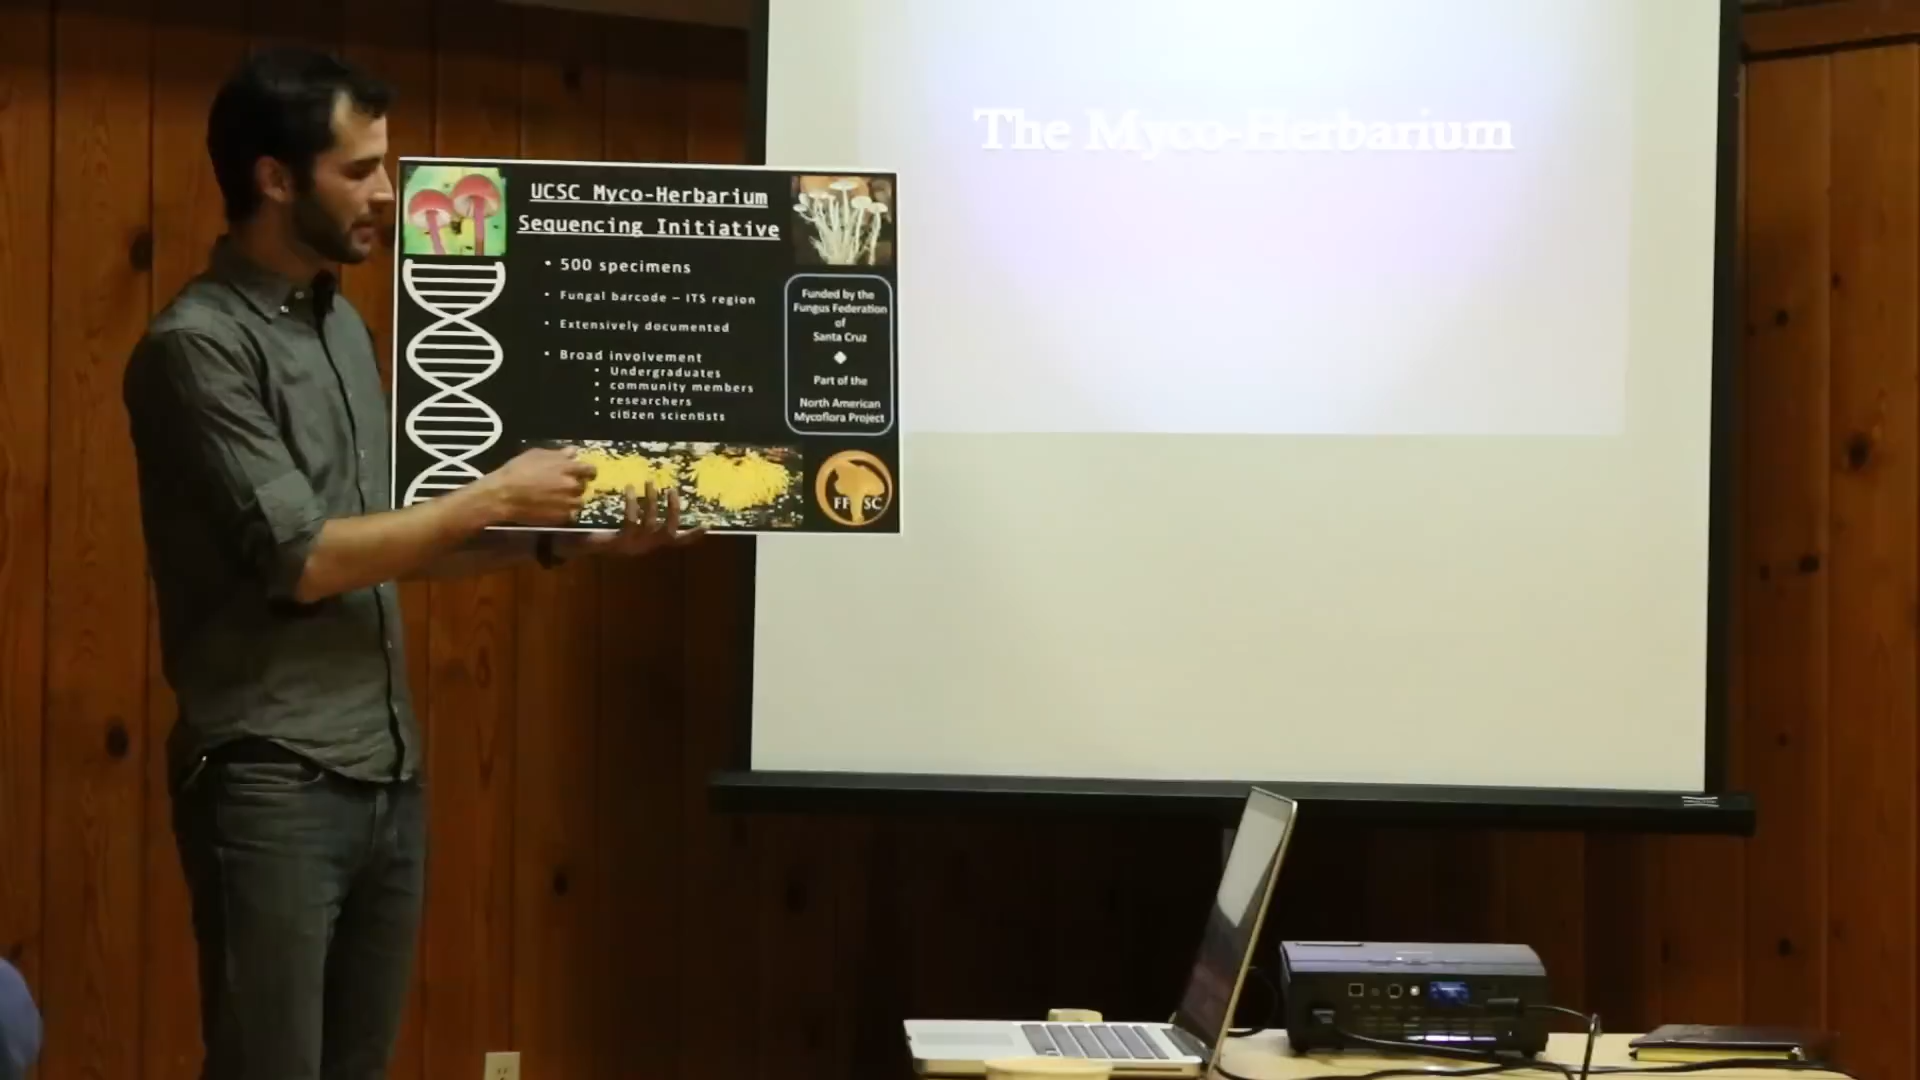 The Myco-Herbarium
UCSC Myco-Herbarium
Sequencing Initiative
• 500 specimens
• Fungal barcode – ITS region
• Extensively documented
• Broad involvement
• Undergraduates
• community members
• researchers
• citizen scientists
Funded by the
Fungus Federation
of
Santa Cruz
Part of the
North American
Mycoflora Project
FF SC